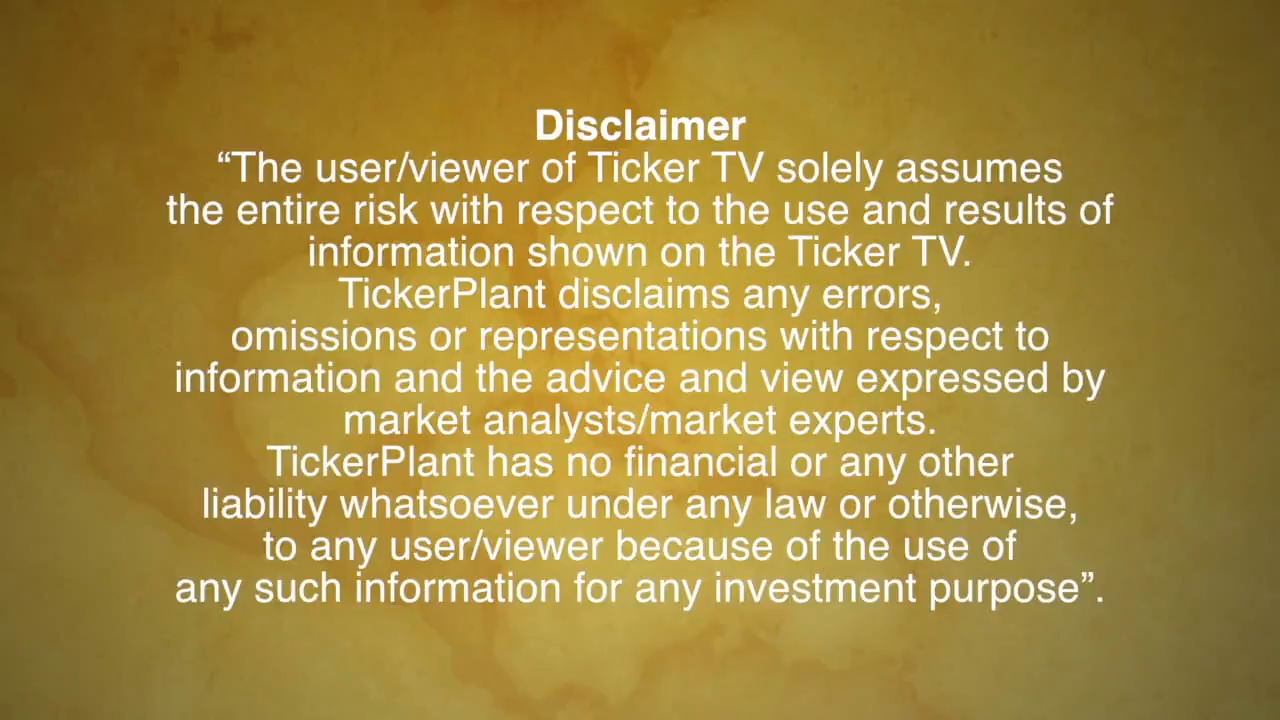 Disclaimer
“The user/viewer of Ticker TV solely assumes
the entire risk with respect to the use and results of
information shown on the Ticker TV.
TickerPlant disclaims any errors,
omissions or representations with respect to
information and the advice and view expressed by
market analysts/market experts.
TickerPlant has no financial or any other
liability whatsoever under any law or otherwise,
to any user/viewer because of the use of
any such information for any investment purpose”.